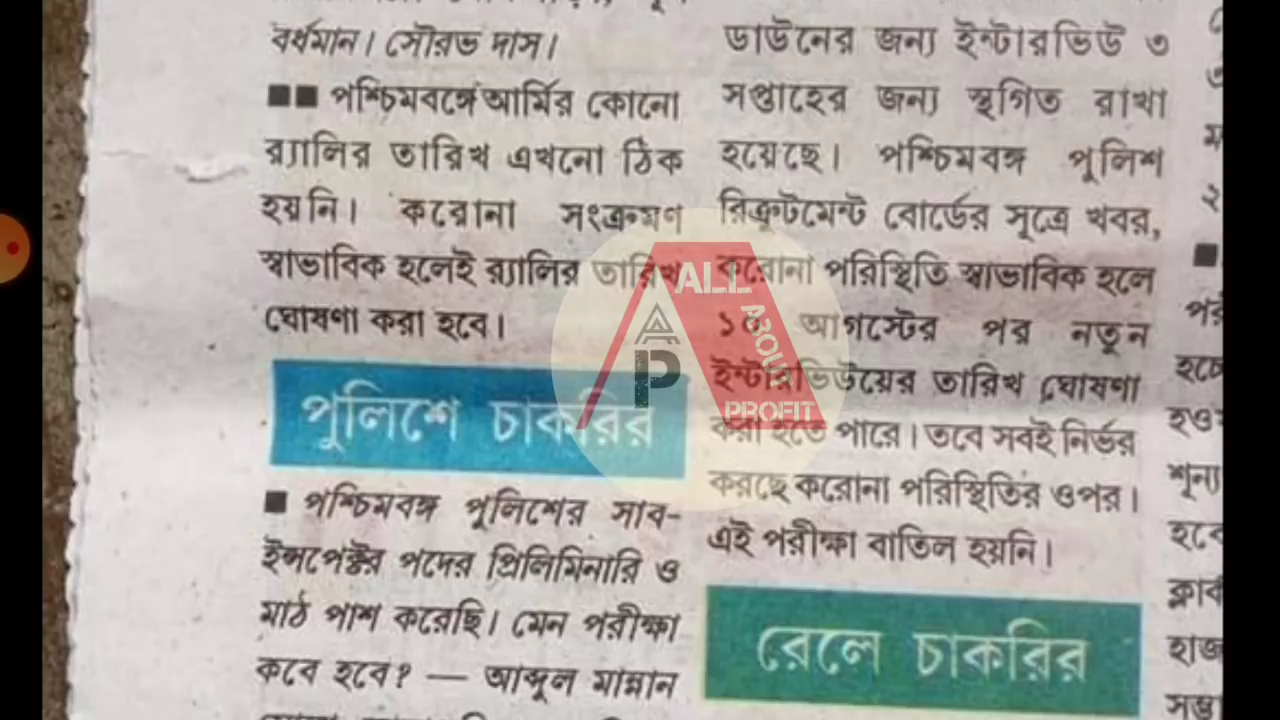 বর্ধমান। সৌরভ দাস।
■■ পশ্চিমবঙ্গে আর্মির কোনো
র‍্যালির তারিখ এখনো ঠিক
হয়নি। করোনা সংক্রমণ
স্বাভাবিক হলেই র‍্যালির তারিখ
ঘোষণা করা হবে।
পুলিশে চাকরির
■ পশ্চিমবঙ্গ পুলিশের সাব-
ইন্সপেক্টর পদের প্রিলিমিনারি ও
মাঠ পাশ করেছি। মেন পরীক্ষা
কবে হবে? — আব্দুল মান্নান
ডাউনের জন্য ইন্টারভিউ ৩
সপ্তাহের জন্য স্থগিত রাখা
হয়েছে। পশ্চিমবঙ্গ পুলিশ
রিক্রুটমেন্ট বোর্ডের সূত্রে খবর,
করোনা পরিস্থিতি স্বাভাবিক হলে
আগস্টের পর নতুন
ইন্টারভিউয়ের তারিখ ঘোষণা
করা হতে পারে। তবে সবই নির্ভর
করছে করোনা পরিস্থিতির ওপর।
এই পরীক্ষা বাতিল হয়নি।
রেলে চাকরির
ALL
ABOUT
PROFIT
A
P